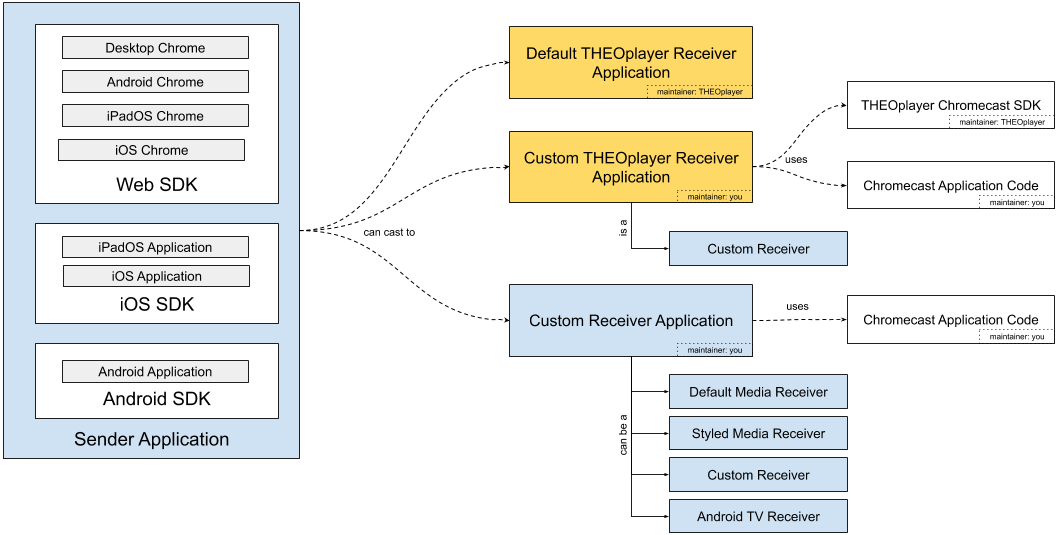 Desktop Chrome
Android Chrome
iPadOS Chrome
iOS Chrome
Web SDK
iPadOS Application
iOS Application
iOS SDK
Android Application
Android SDK
Sender Application
can cast to
Default THEOplayer Receiver
Application
maintainer: THEOplayer
Custom THEOplayer Receiver
Application
maintainer: you
uses
THEOplayer Chromecast SDK
maintainer: THEOplayer
Chromecast Application Code
maintainer: you
is a
Custom Receiver
Custom Receiver Application
maintainer: you
uses
Chromecast Application Code
maintainer: you
can be a
Default Media Receiver
Styled Media Receiver
Custom Receiver
Android TV Receiver